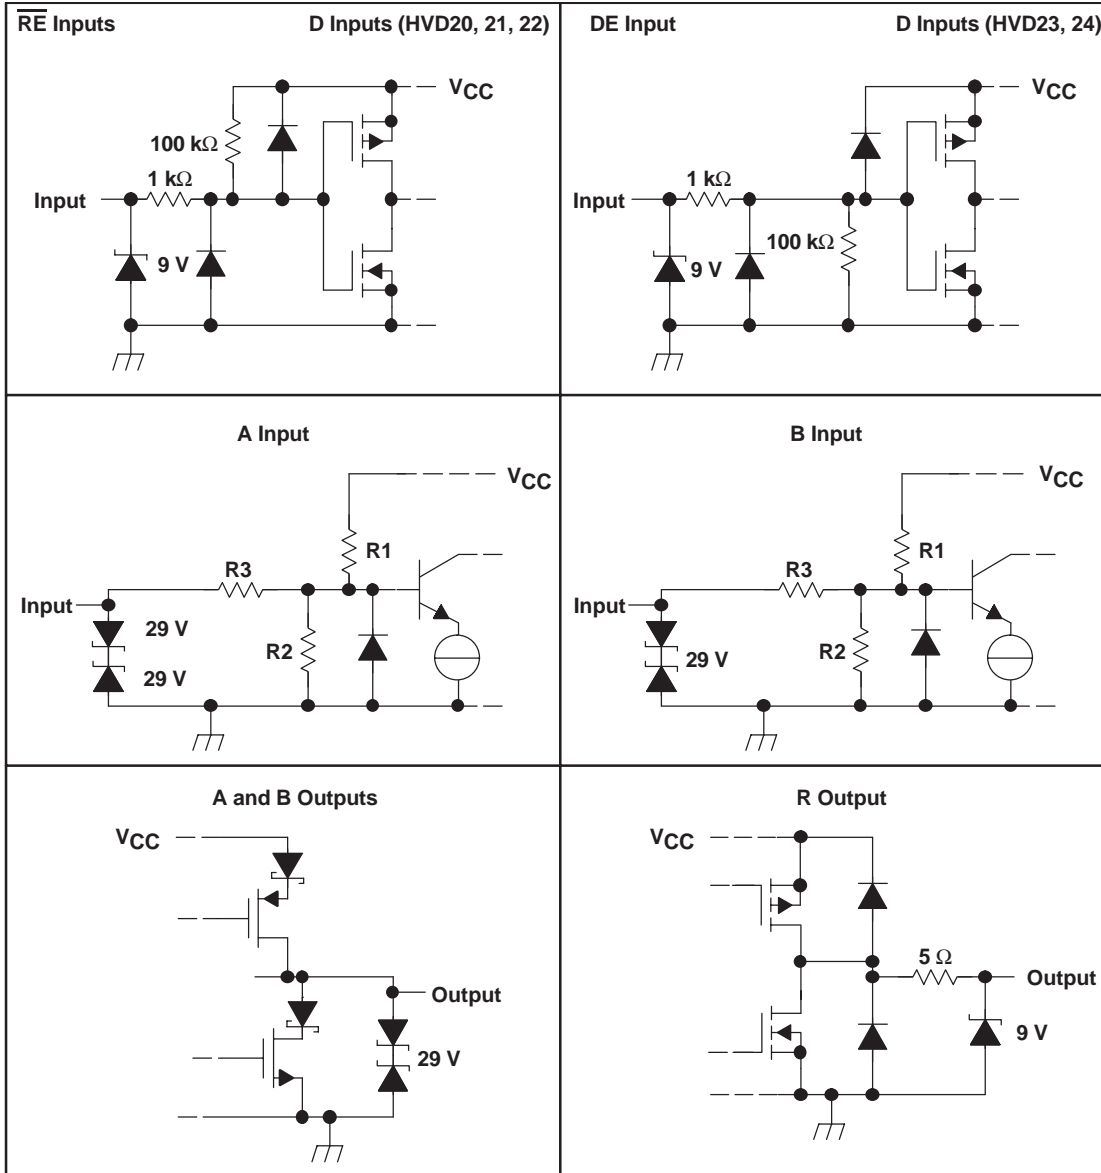 RE Inputs D Inputs (HVD20, 21, 22)
VCC
100 kΩ
1 kΩ
Input
9 V
DE Input D Inputs (HVD23, 24)
VCC
1 kΩ
Input
100 kΩ
9 V
A Input
VCC
R1
R3
Input
29 V
R2
29 V
B Input
VCC
R1
R3
Input
R2
29 V
A and B Outputs
VCC
Output
29 V
R Output
VCC
5 Ω
Output
9 V